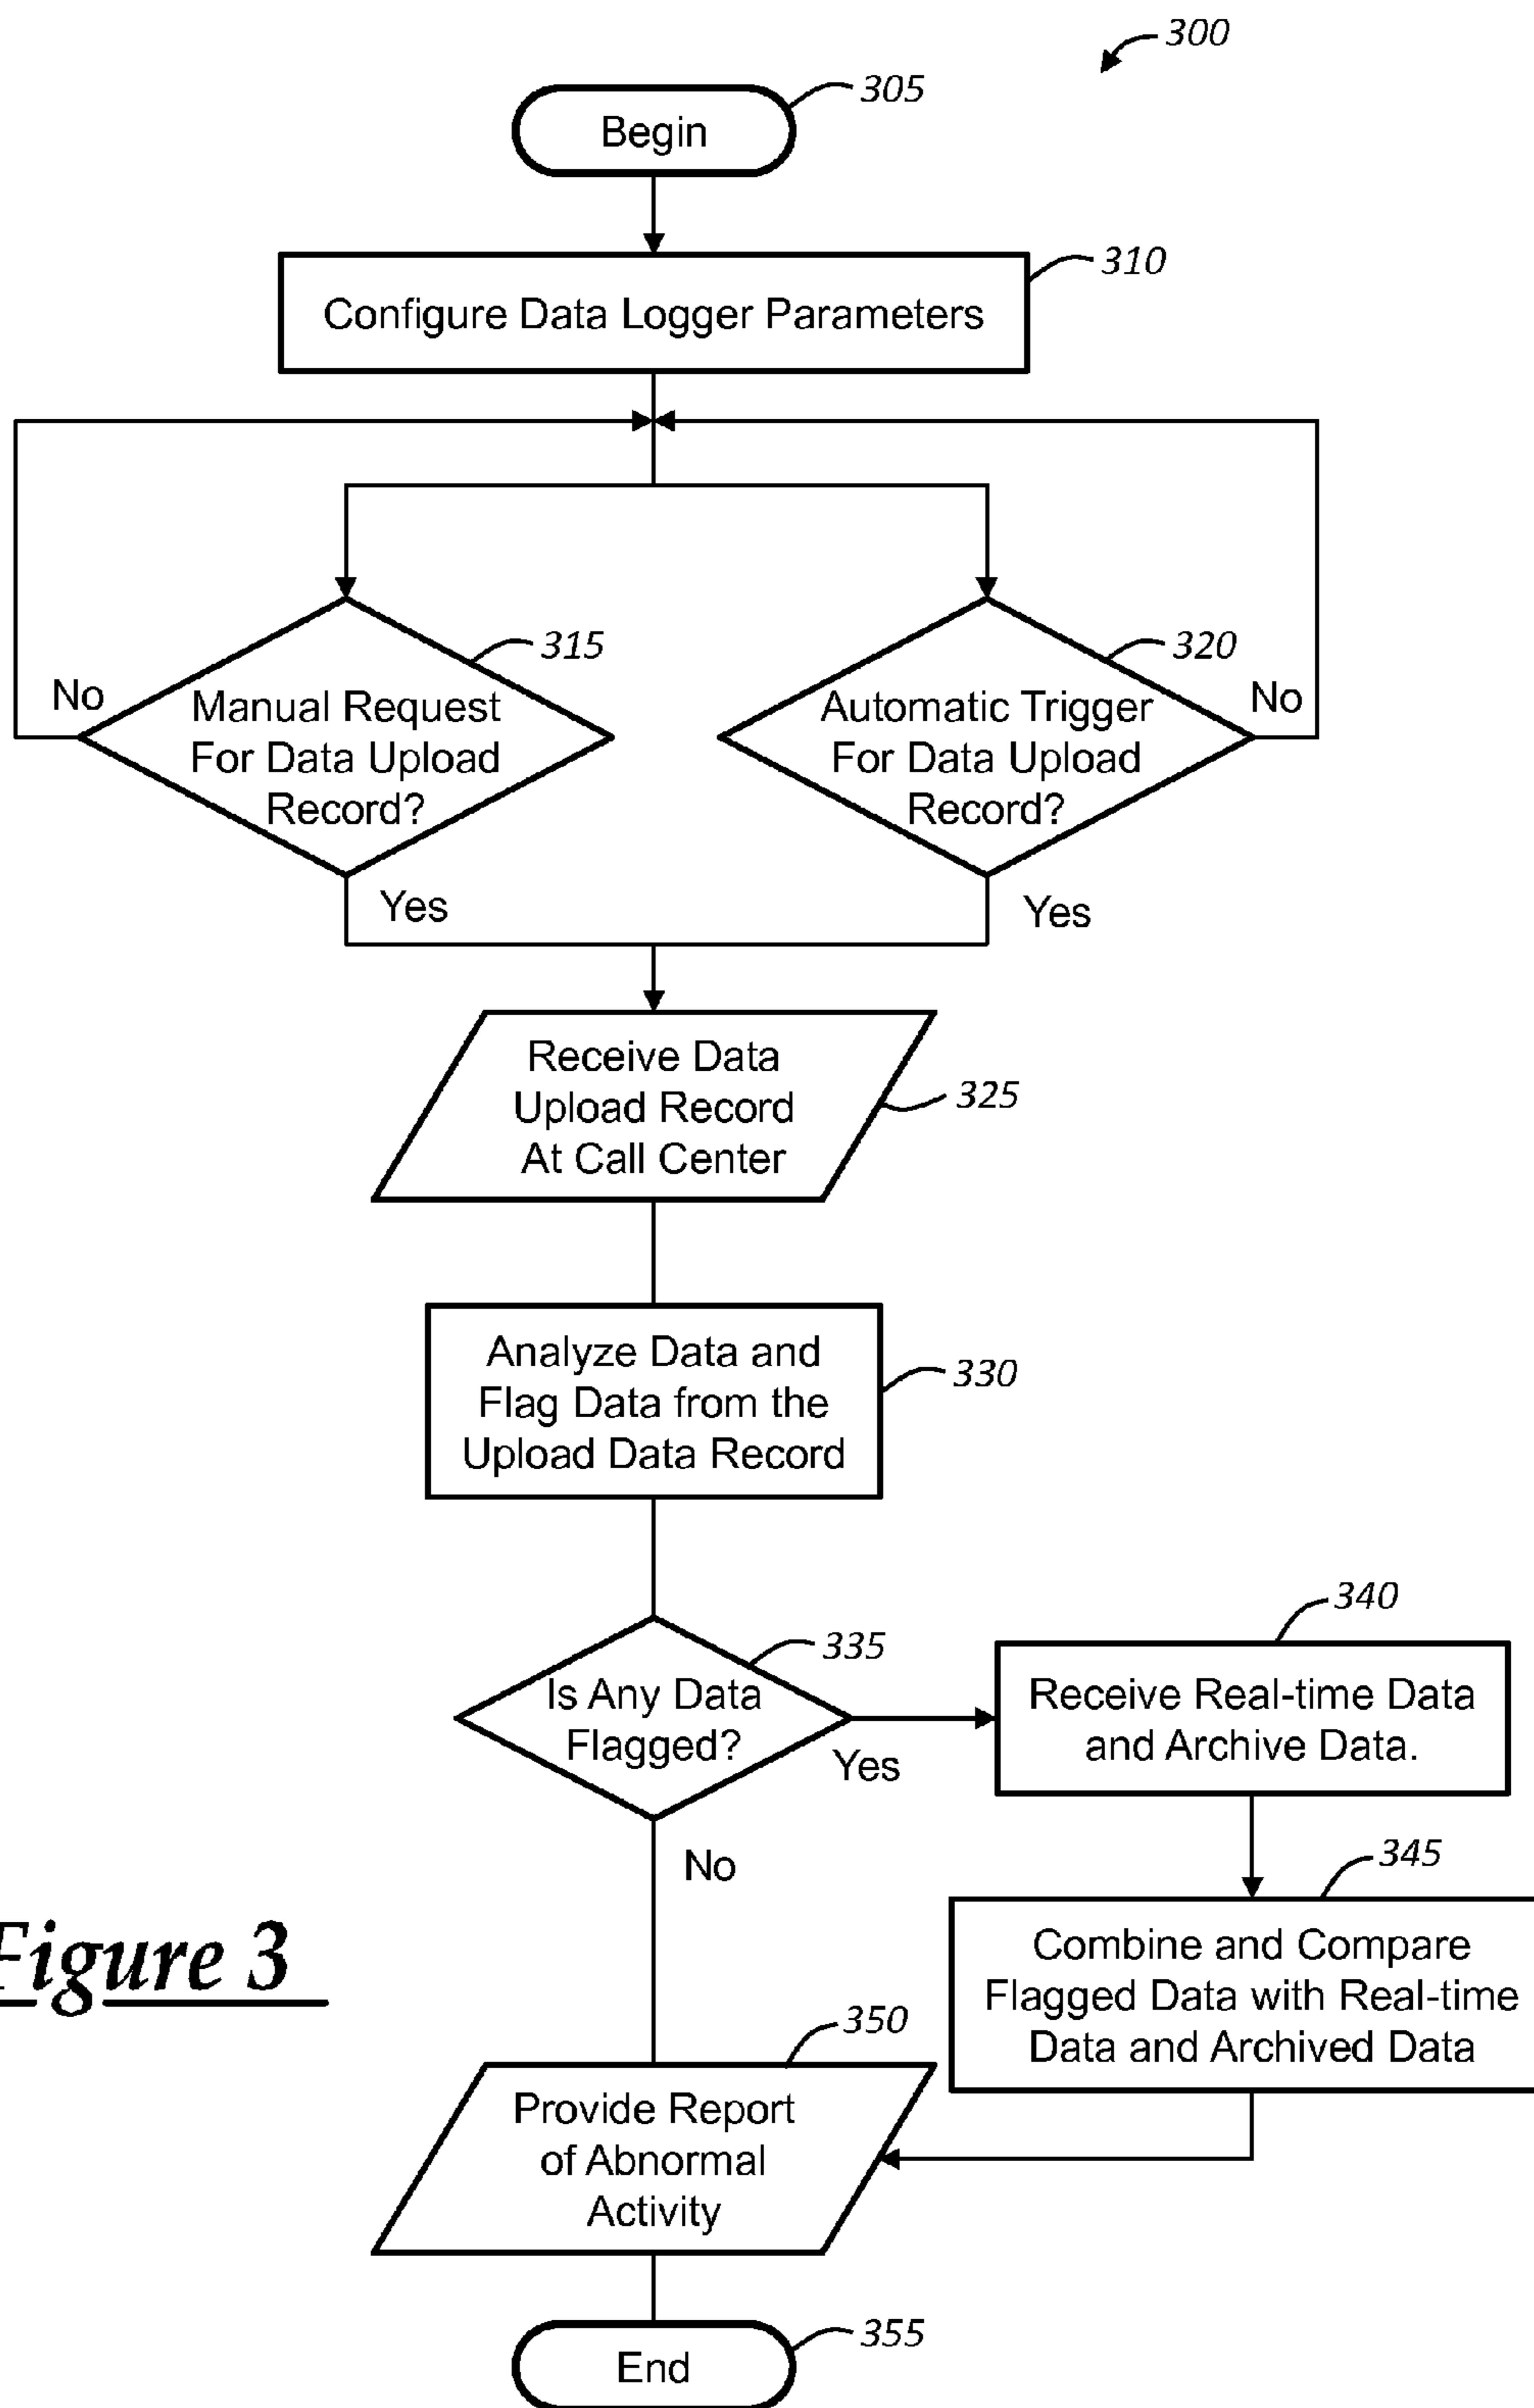 300
Begin
305
Configure Data Logger Parameters
310
315
320
No
Manual Request
For Data Upload
Record?
Automatic Trigger
For Data Upload
Record?
No
Yes
Yes
Receive Data
Upload Record
At Call Center
325
Analyze Data and
Flag Data from the
Upload Data Record
330
335
Is Any Data
Flagged?
Yes
No
340
Receive Real-time Data
and Archive Data.
345
Combine and Compare
Flagged Data with Real-time
Data and Archived Data
Figure 3
350
Provide Report
of Abnormal
Activity
End
355